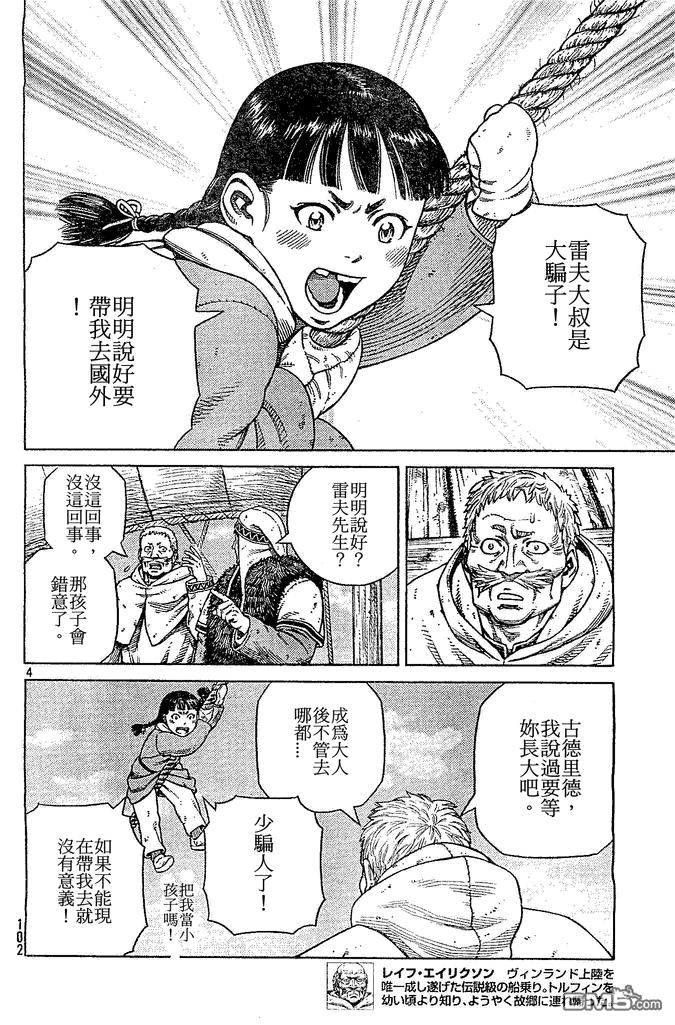 雷夫大叔是
大騙子！
明明說好要
帶我去國外
！
明明說好？
雷夫先生？
沒這回事，
沒這回事。
那孩子會
錯意了。
4
古德里德，
我說過要等
妳長大吧。
成爲大人
後不管去
哪都…
少騙人了！
把我當小
孩子嗎！
如果不能現
在帶我去就
沒有意義！
102
レイフ・エイリクソン ヴィンランド上陸を
唯一成し遂げた伝説級の船乗り。トルフィンを
幼い頃より知り、ようやく故郷に連れ